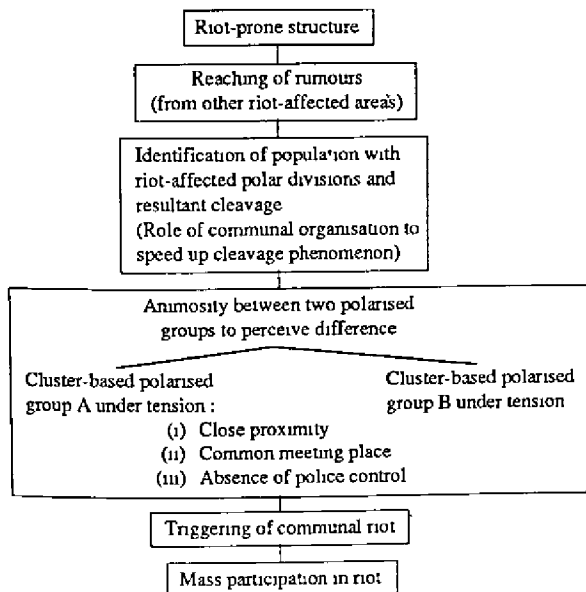 Riot-prone structure
Reaching of rumours
(from other riot-affected areas)
Identification of population with
riot-affected polar divisions and
resultant cleavage
(Role of communal organisation to
speed up cleavage phenomenon)
Animosity between two polarised
groups to perceive difference
Cluster-based polarised
group A under tension :
Cluster-based polarised
group B under tension
(i) Close proximity
(ii) Common meeting place
(iii) Absence of police control
Triggering of communal riot
Mass participation in riot